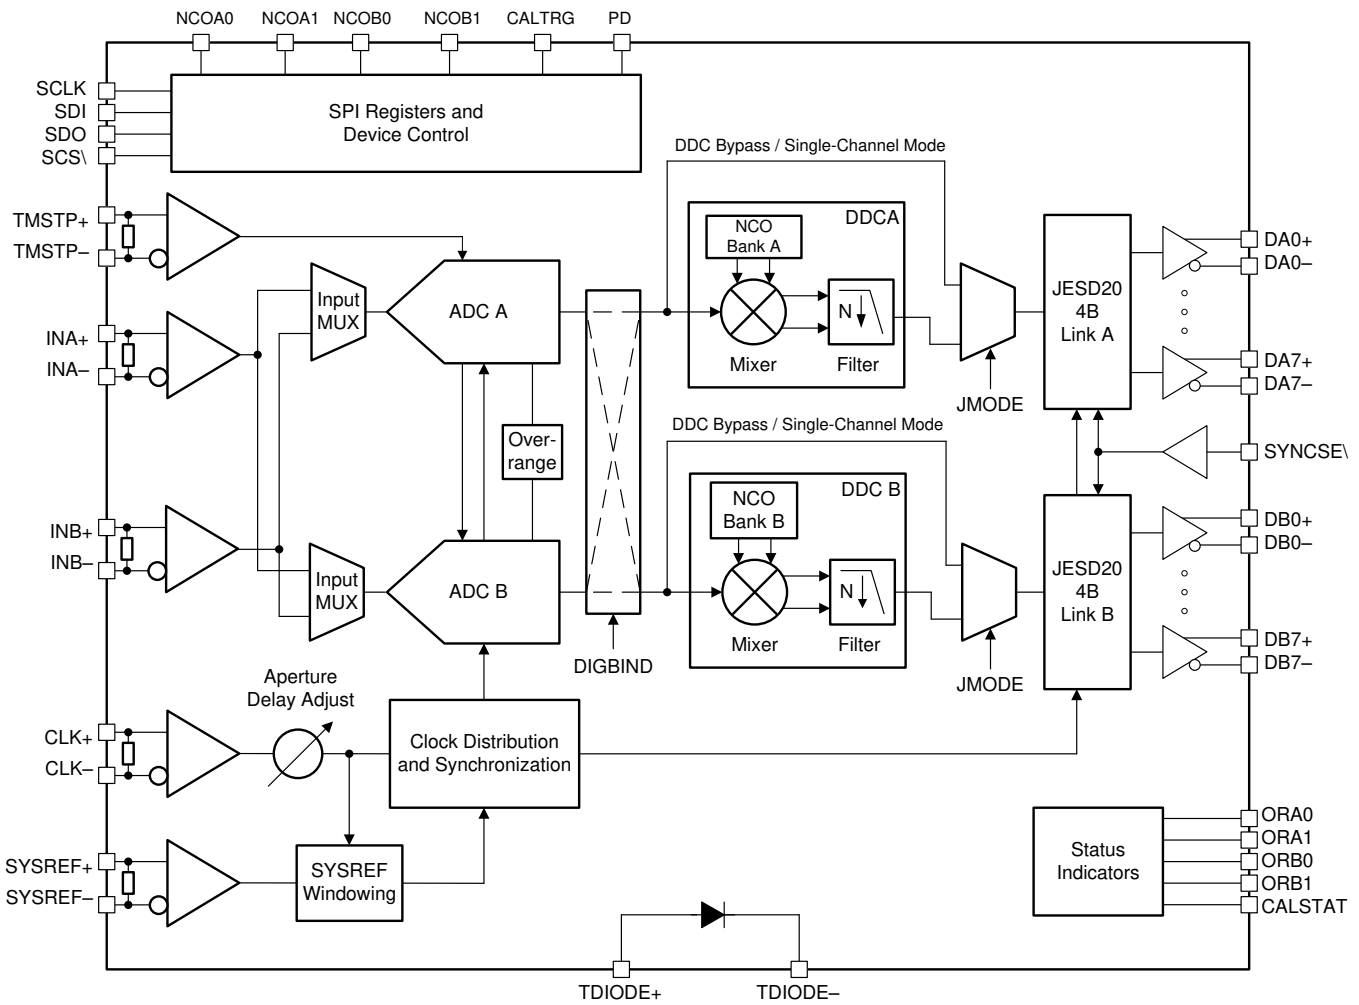 NCOA0 NCOA1 NCOB0 NCOB1 CALTRG PD
SCLK
SDI
SDO
SCS\
SPI Registers and
Device Control
TMSTP+
TMSTP–
INA+
INA–
INB+
INB–
CLK+
CLK–
SYSREF+
SYSREF–
Input
MUX
ADC A
Over-
range
Input
MUX
ADC B
Aperture
Delay Adjust
Clock Distribution
and Synchronization
SYSREF
Windowing
DIGBIND
DDC Bypass / Single-Channel Mode
DDCA
NCO
Bank A
N
Mixer
Filter
JMODE
DDC Bypass / Single-Channel Mode
DDC B
NCO
Bank B
N
Mixer
Filter
JMODE
JESD20
4B
Link A
JESD20
4B
Link B
DA0+
DA0–
DA7+
DA7–
SYNCSE\
DB0+
DB0–
DB7+
DB7–
Status
Indicators
ORA0
ORA1
ORB0
ORB1
CALSTAT
TDIODE+ TDIODE–